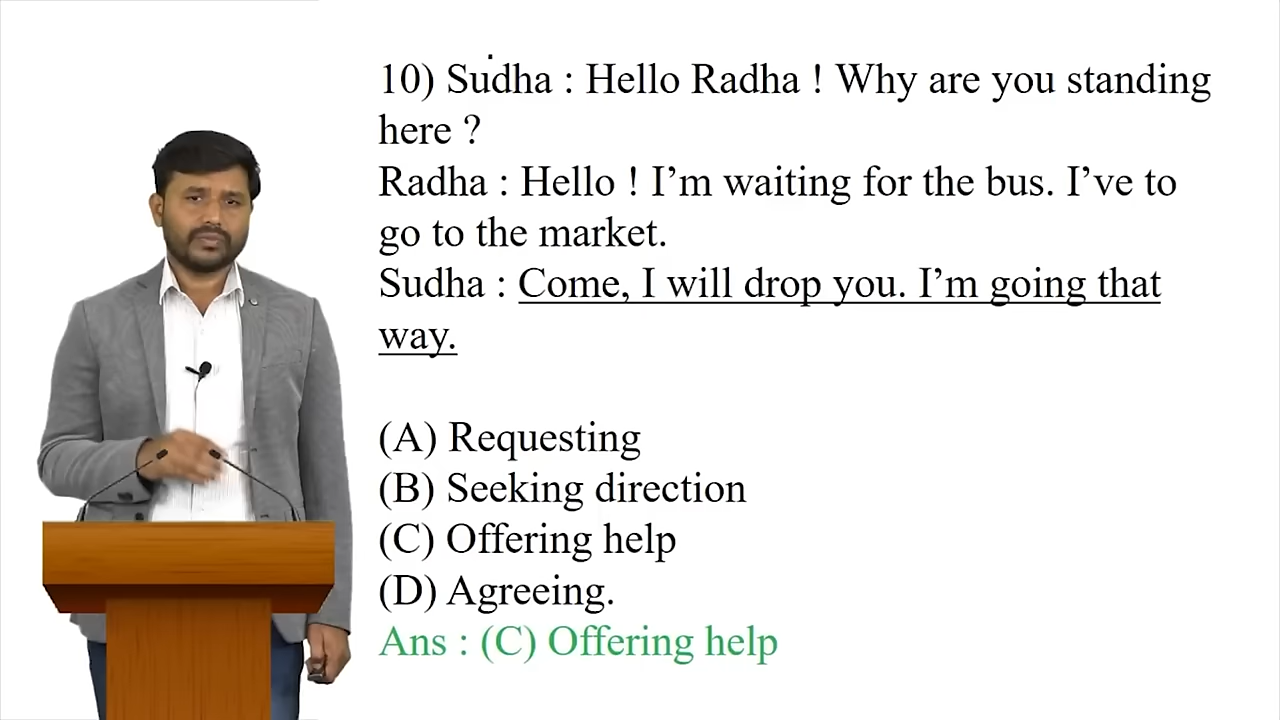 10) Sudha : Hello Radha ! Why are you standing
here ?
Radha : Hello ! I’m waiting for the bus. I’ve to
go to the market.
Sudha : Come, I will drop you. I’m going that
way.
(A) Requesting
(B) Seeking direction
(C) Offering help
(D) Agreeing.
Ans : (C) Offering help